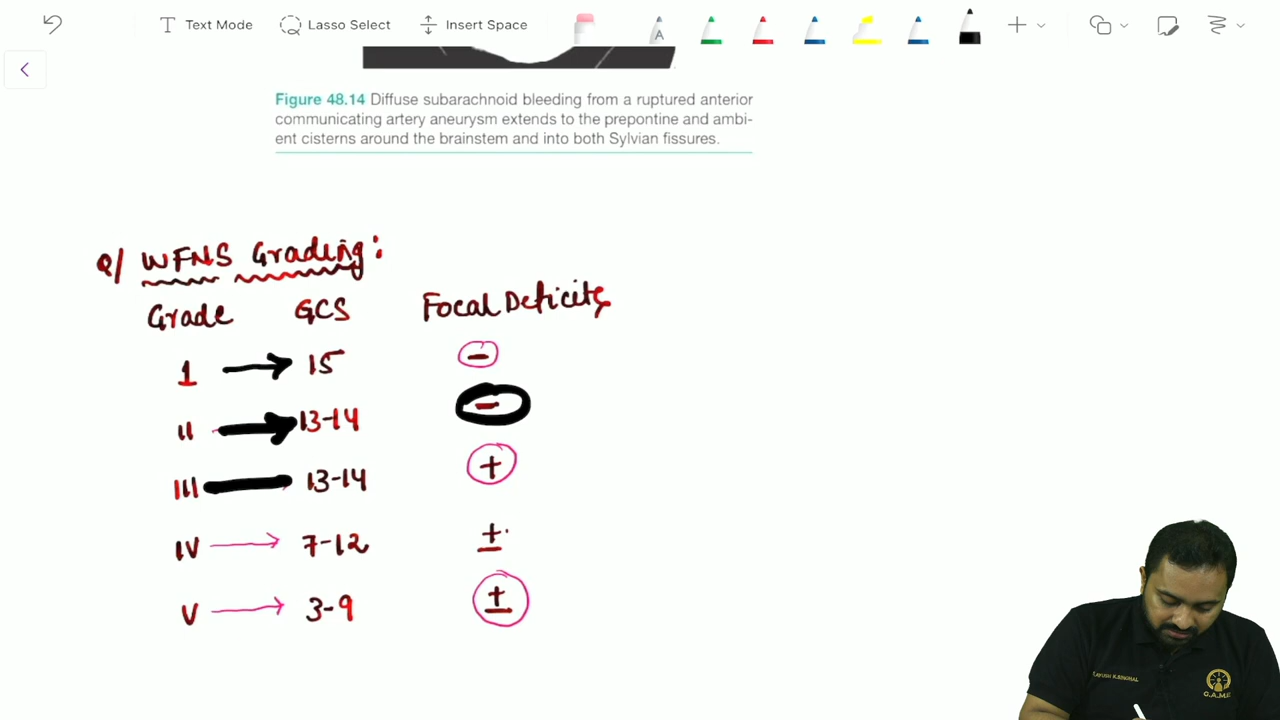 Text Mode Lasso Select Insert Space
A
Figure 48.14 Diffuse subarachnoid bleeding from a ruptured anterior
communicating artery aneurysm extends to the prepontine and ambi-
ent cisterns around the brainstem and into both Sylvian fissures.
Q/ WFNS Grading:
Grade GCS Focal Deficits
I → 15 -
II → 13-14 -
III 13-14 +
IV → 7-12 ±
V → 3-9 ±
G.A.M.E